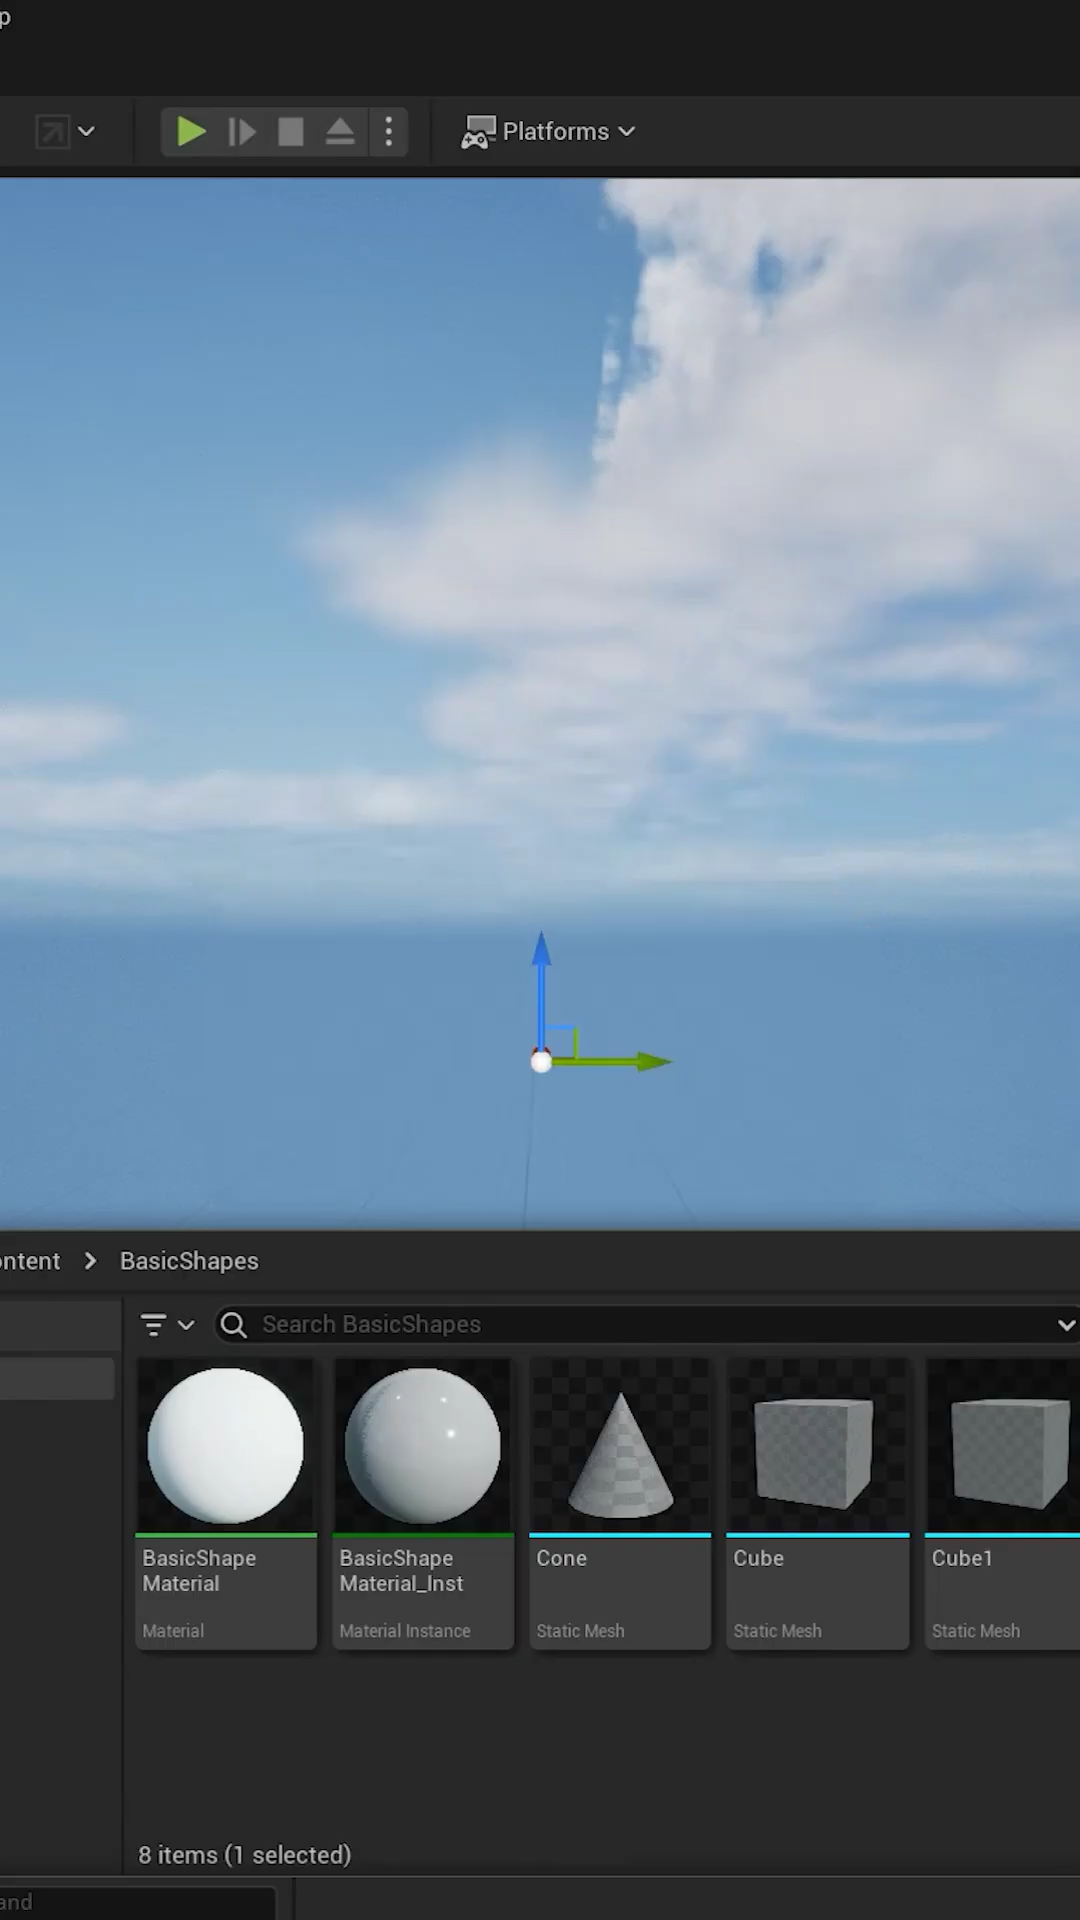 p
Platforms
ontent > BasicShapes
Search BasicShapes
BasicShape
Material
Material
BasicShape
Material_Inst
Material Instance
Cone
Static Mesh
Cube
Static Mesh
Cube1
Static Mesh
8 items (1 selected)
and